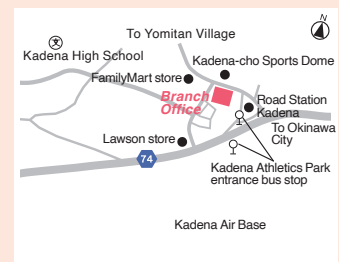 N
To Yomitan Village
文
Kadena High School
Kadena-cho Sports Dome
FamilyMart store
Branch
Office
Road Station
Kadena
To Okinawa
City
Lawson store
74
Kadena Athletics Park
entrance bus stop
Kadena Air Base